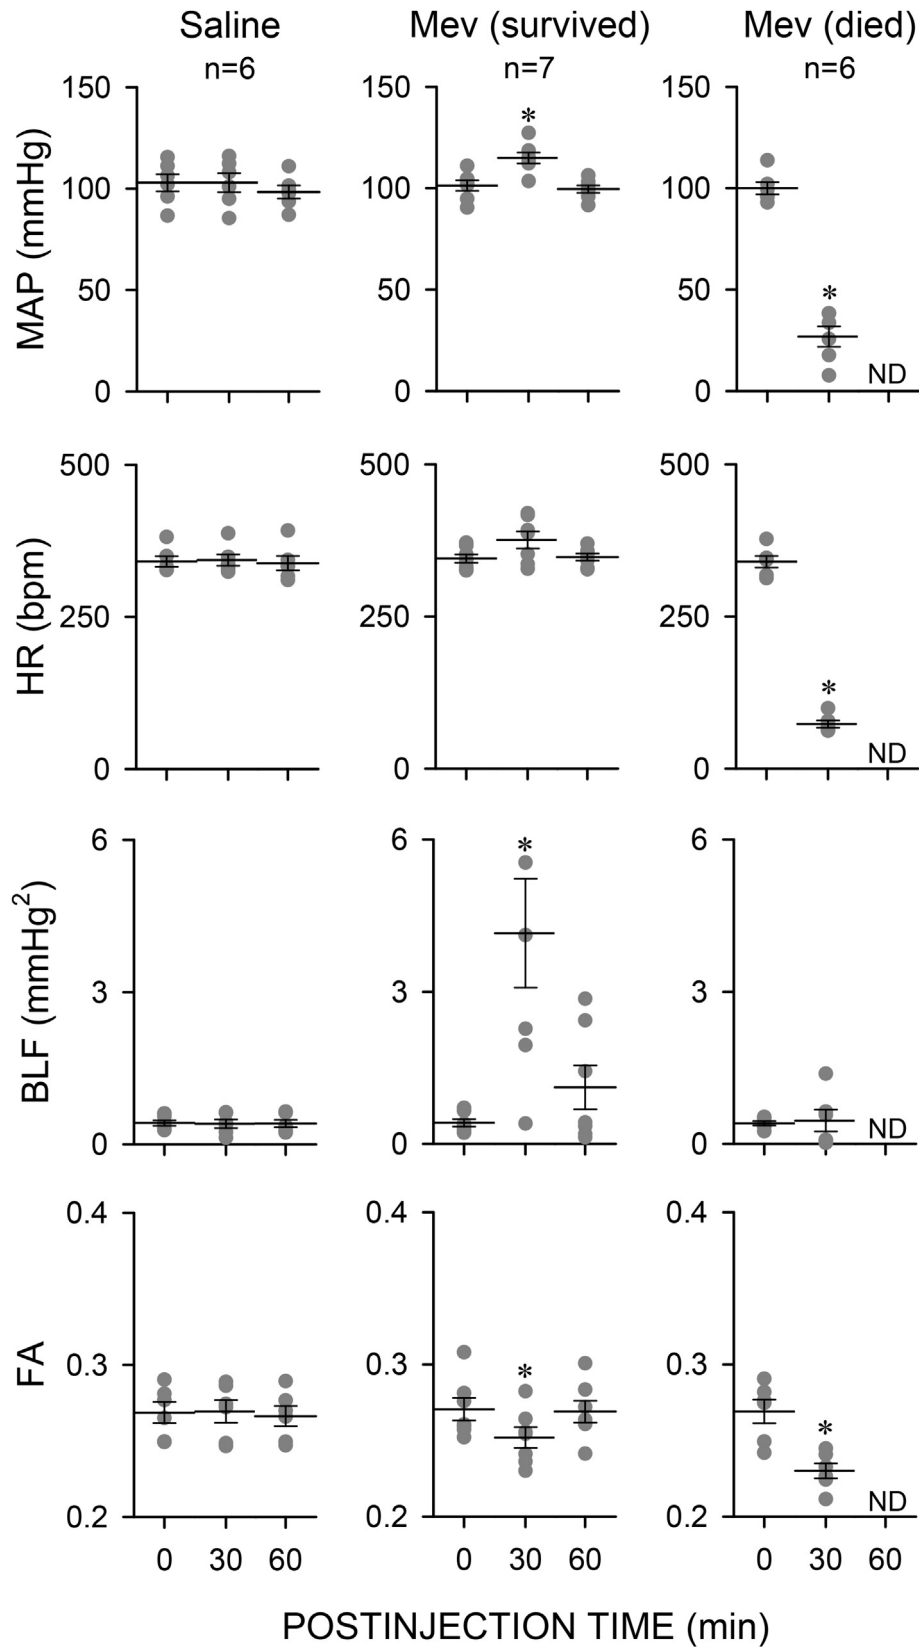 Saline Mev (survived) Mev (died)
n=6 n=7 n=6
MAP (mmHg)
150 150 150
* 
100 100 100
50 50 50
*
ND
0 0 0
HR (bpm)
500 500 500
250 250 250
*
ND
0 0 0
BLF (mmHg²)
6 6 6
*
3 3 3
ND
0 0 0
FA
0.4 0.4 0.4
0.3 0.3 0.3
* *
ND
0.2 0.2 0.2
0 30 60 0 30 60 0 30 60
POSTINJECTION TIME (min)